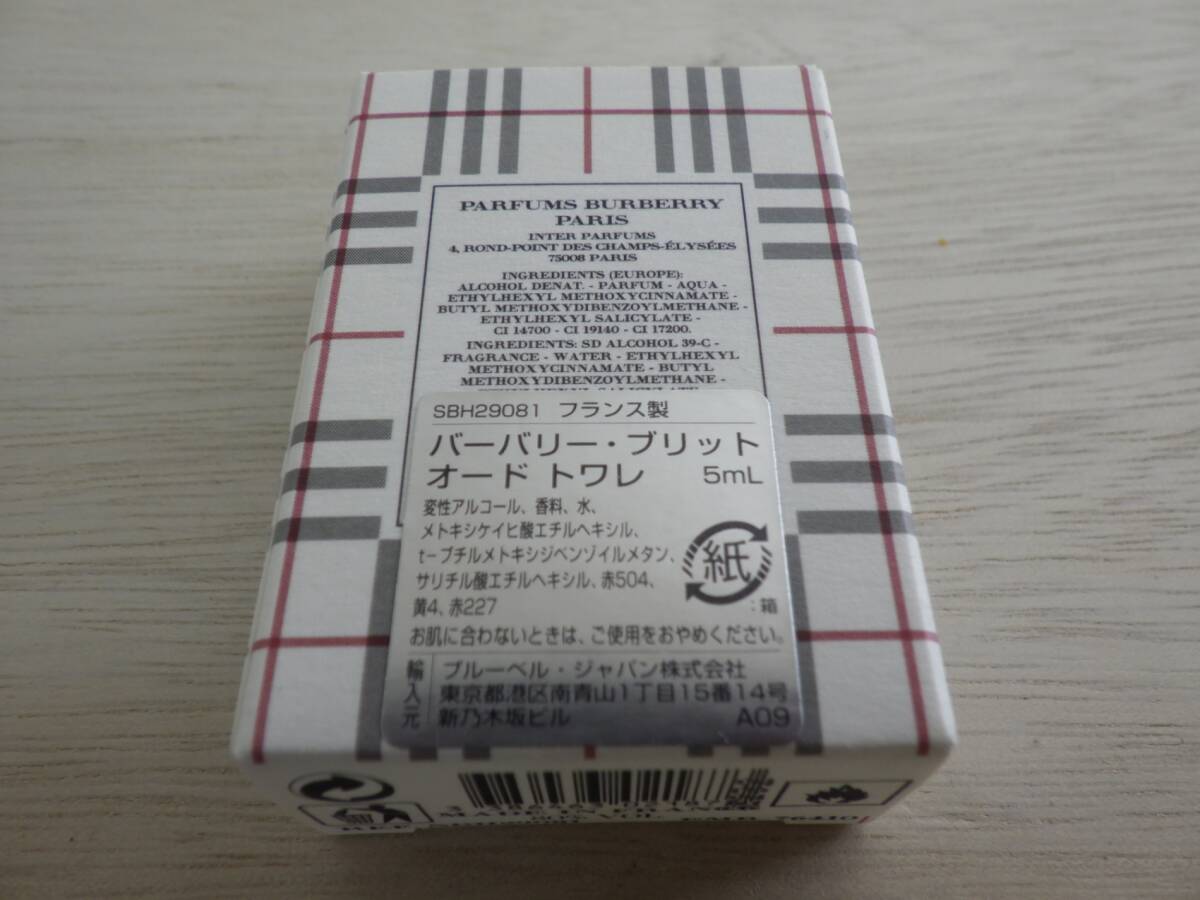 PARFUMS BURBERRY
PARIS
INTER PARFUMS
4, ROND-POINT DES CHAMPS-ÉLYSÉES
75008 PARIS
INGREDIENTS (EUROPE):
ALCOHOL DENAT. - PARFUM - AQUA -
ETHYLHEXYL METHOXYCINNAMATE -
BUTYL METHOXYDIBENZOYLMETHANE -
ETHYLHEXYL SALICYLATE -
CI 14700 - CI 19140 - CI 17200.
INGREDIENTS: SD ALCOHOL 39-C -
FRAGRANCE - WATER - ETHYLHEXYL
METHOXYCINNAMATE - BUTYL
METHOXYDIBENZOYLMETHANE -
SBH29081 フランス製
バーバリー・ブリット
オード トワレ 5mL
変性アルコール、香料、水、
メトキシケイヒ酸エチルヘキシル、
t-ブチルメトキシジベンゾイルメタン、
サリチル酸エチルヘキシル、赤504、
黄4、赤227
紙
:箱
お肌に合わないときは、ご使用をおやめください。
輸入元 ブルーベル・ジャパン株式会社
東京都港区南青山1丁目15番14号
新乃木坂ビル A09
MADE IN FRANCE
80% VOL. EMB 76410